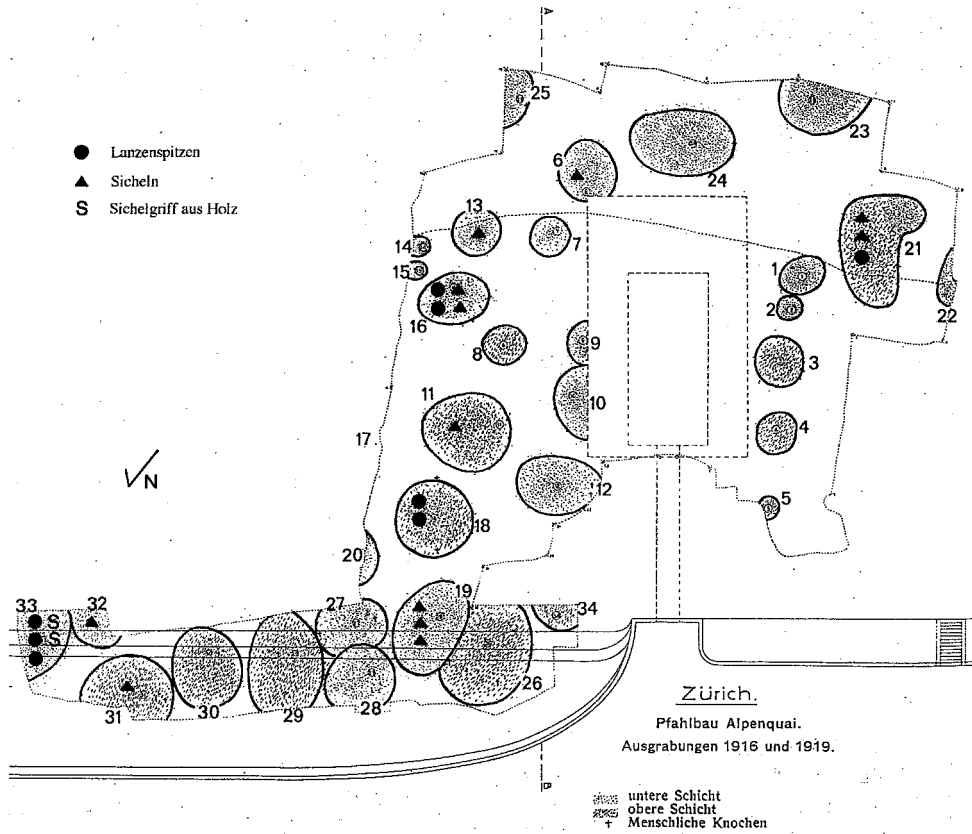 A
25
23
6
24
● Lanzenspitzen
▲ Sicheln
S Sichelgriff aus Holz
13
7
14
21
15
1
16
2
22
8
9
3
11
10
17
4
N
12
5
18
20
33
S
S
32
27
19
34
31
30
29
28
26
Zürich.
Pfahlbau Alpenquai.
Ausgrabungen 1916 und 1919.
B
untere Schicht
obere Schicht
† Menschliche Knochen